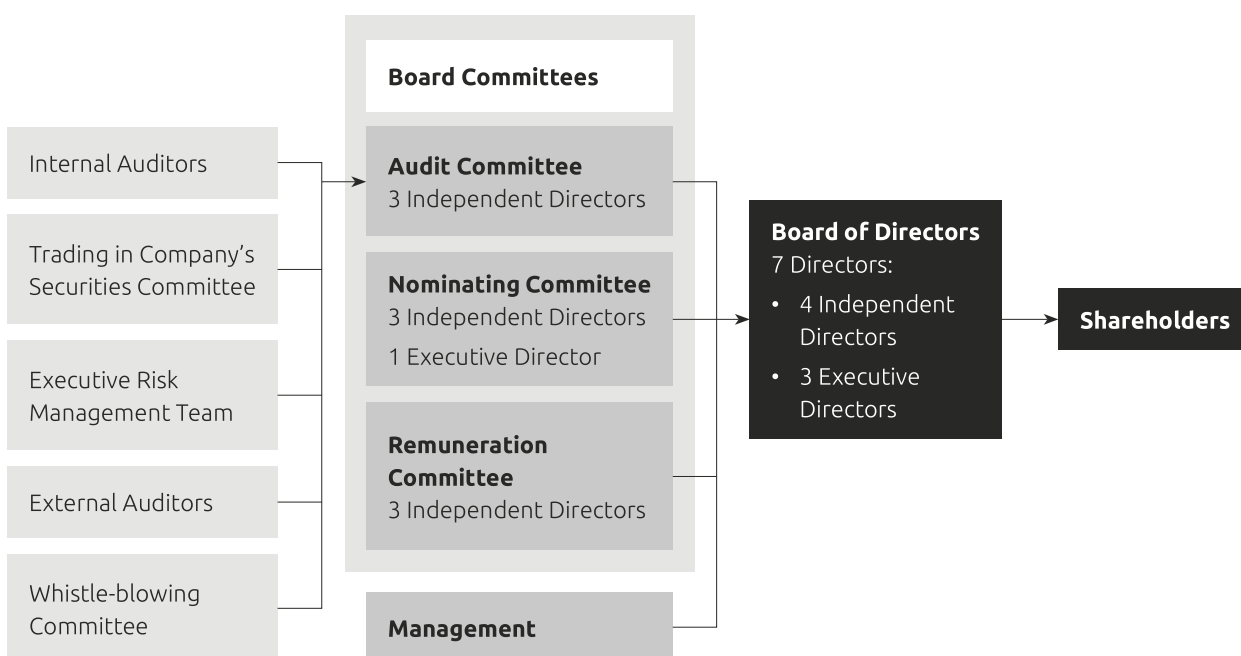 Internal Auditors
Trading in Company’s
Securities Committee
Executive Risk
Management Team
External Auditors
Whistle-blowing
Committee
Board Committees
Audit Committee
3 Independent Directors
Nominating Committee
3 Independent Directors
1 Executive Director
Remuneration
Committee
3 Independent Directors
Management
Board of Directors
7 Directors:
• 4 Independent
Directors
• 3 Executive
Directors
Shareholders